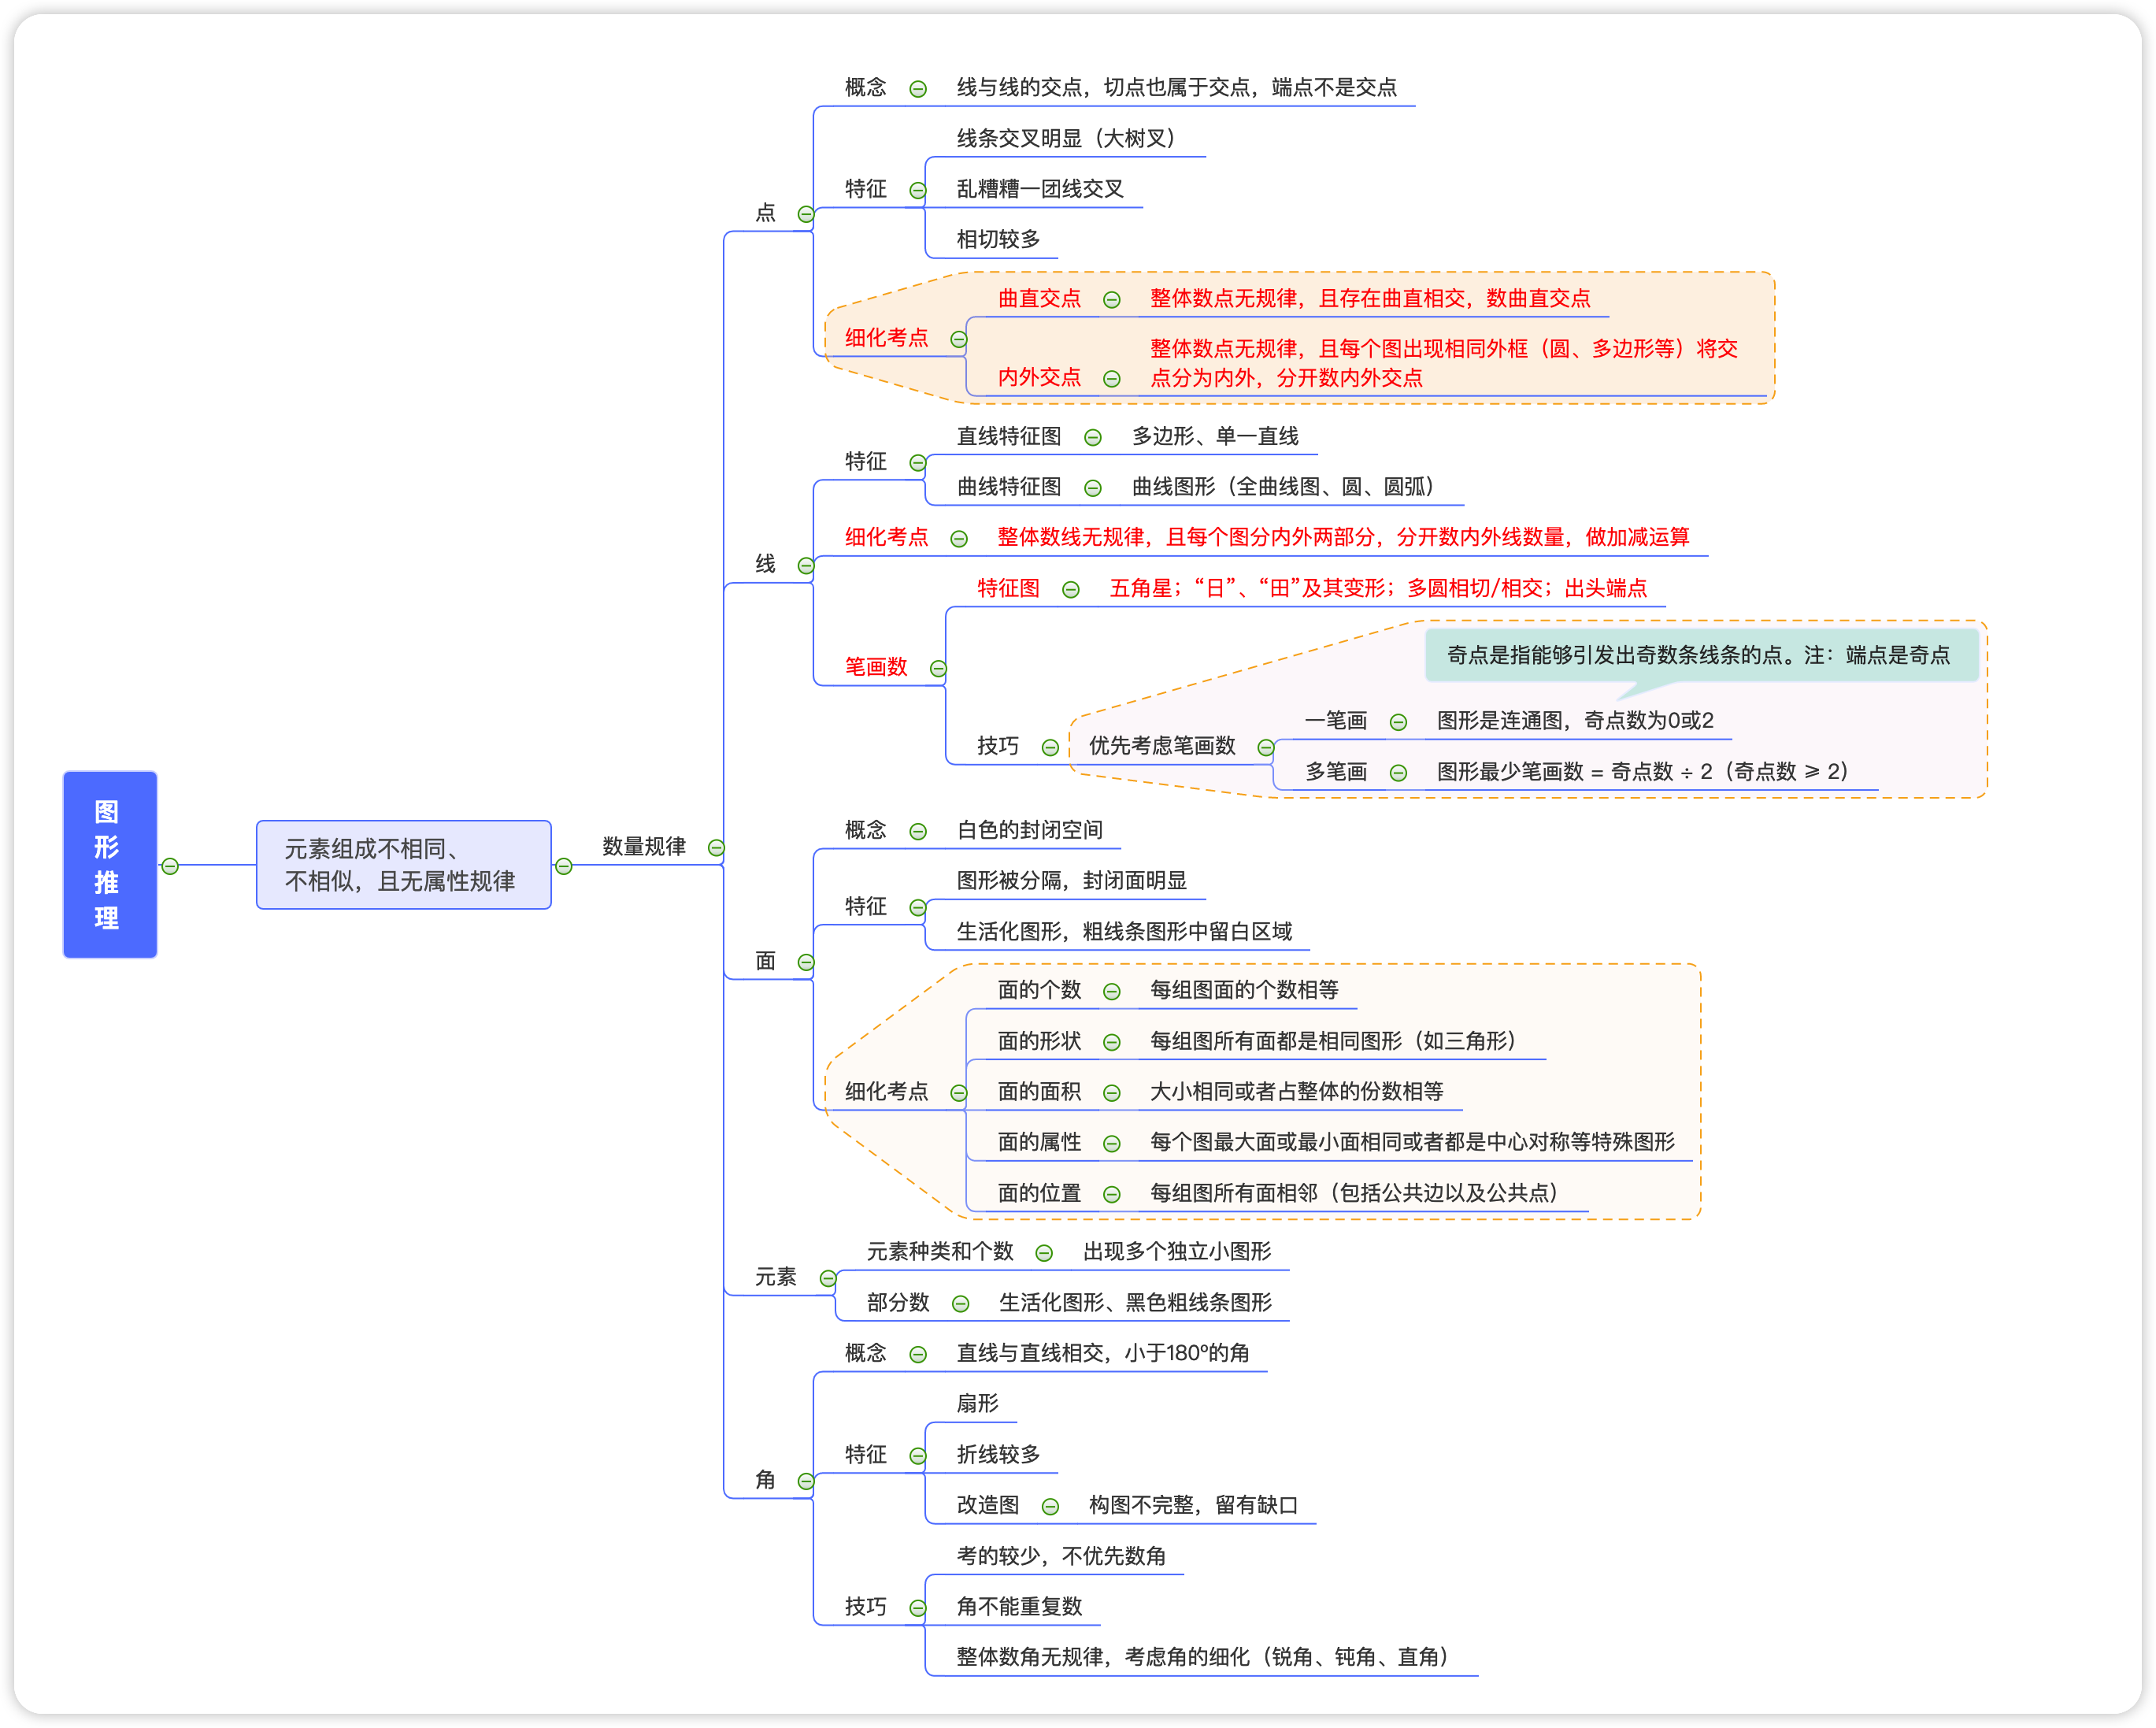 图
形
推
理
元素组成不相同、
不相似，且无属性规律
数量规律
点
概念
线与线的交点，切点也属于交点，端点不是交点
特征
线条交叉明显（大树叉）
乱糟糟一团线交叉
相切较多
细化考点
曲直交点
整体数点无规律，且存在曲直相交，数曲直交点
内外交点
整体数点无规律，且每个图出现相同外框（圆、多边形等）将交
点分为内外，分开数内外交点
线
特征
直线特征图
多边形、单一直线
曲线特征图
曲线图形（全曲线图、圆、圆弧）
细化考点
整体数线无规律，且每个图分内外两部分，分开数内外线数量，做加减运算
笔画数
特征图
五角星；“日”、“田”及其变形；多圆相切/相交；出头端点
技巧
优先考虑笔画数
奇点是指能够引发出奇数条线条的点。注：端点是奇点
一笔画
图形是连通图，奇点数为0或2
多笔画
图形最少笔画数 = 奇点数 ÷ 2（奇点数 ⩾ 2）
面
概念
白色的封闭空间
特征
图形被分隔，封闭面明显
生活化图形，粗线条图形中留白区域
细化考点
面的个数
每组图面的个数相等
面的形状
每组图所有面都是相同图形（如三角形）
面的面积
大小相同或者占整体的份数相等
面的属性
每个图最大面或最小面相同或者都是中心对称等特殊图形
面的位置
每组图所有面相邻（包括公共边以及公共点）
元素
元素种类和个数
出现多个独立小图形
部分数
生活化图形、黑色粗线条图形
角
概念
直线与直线相交，小于180º的角
特征
扇形
折线较多
改造图
构图不完整，留有缺口
技巧
考的较少，不优先数角
角不能重复数
整体数角无规律，考虑角的细化（锐角、钝角、直角）